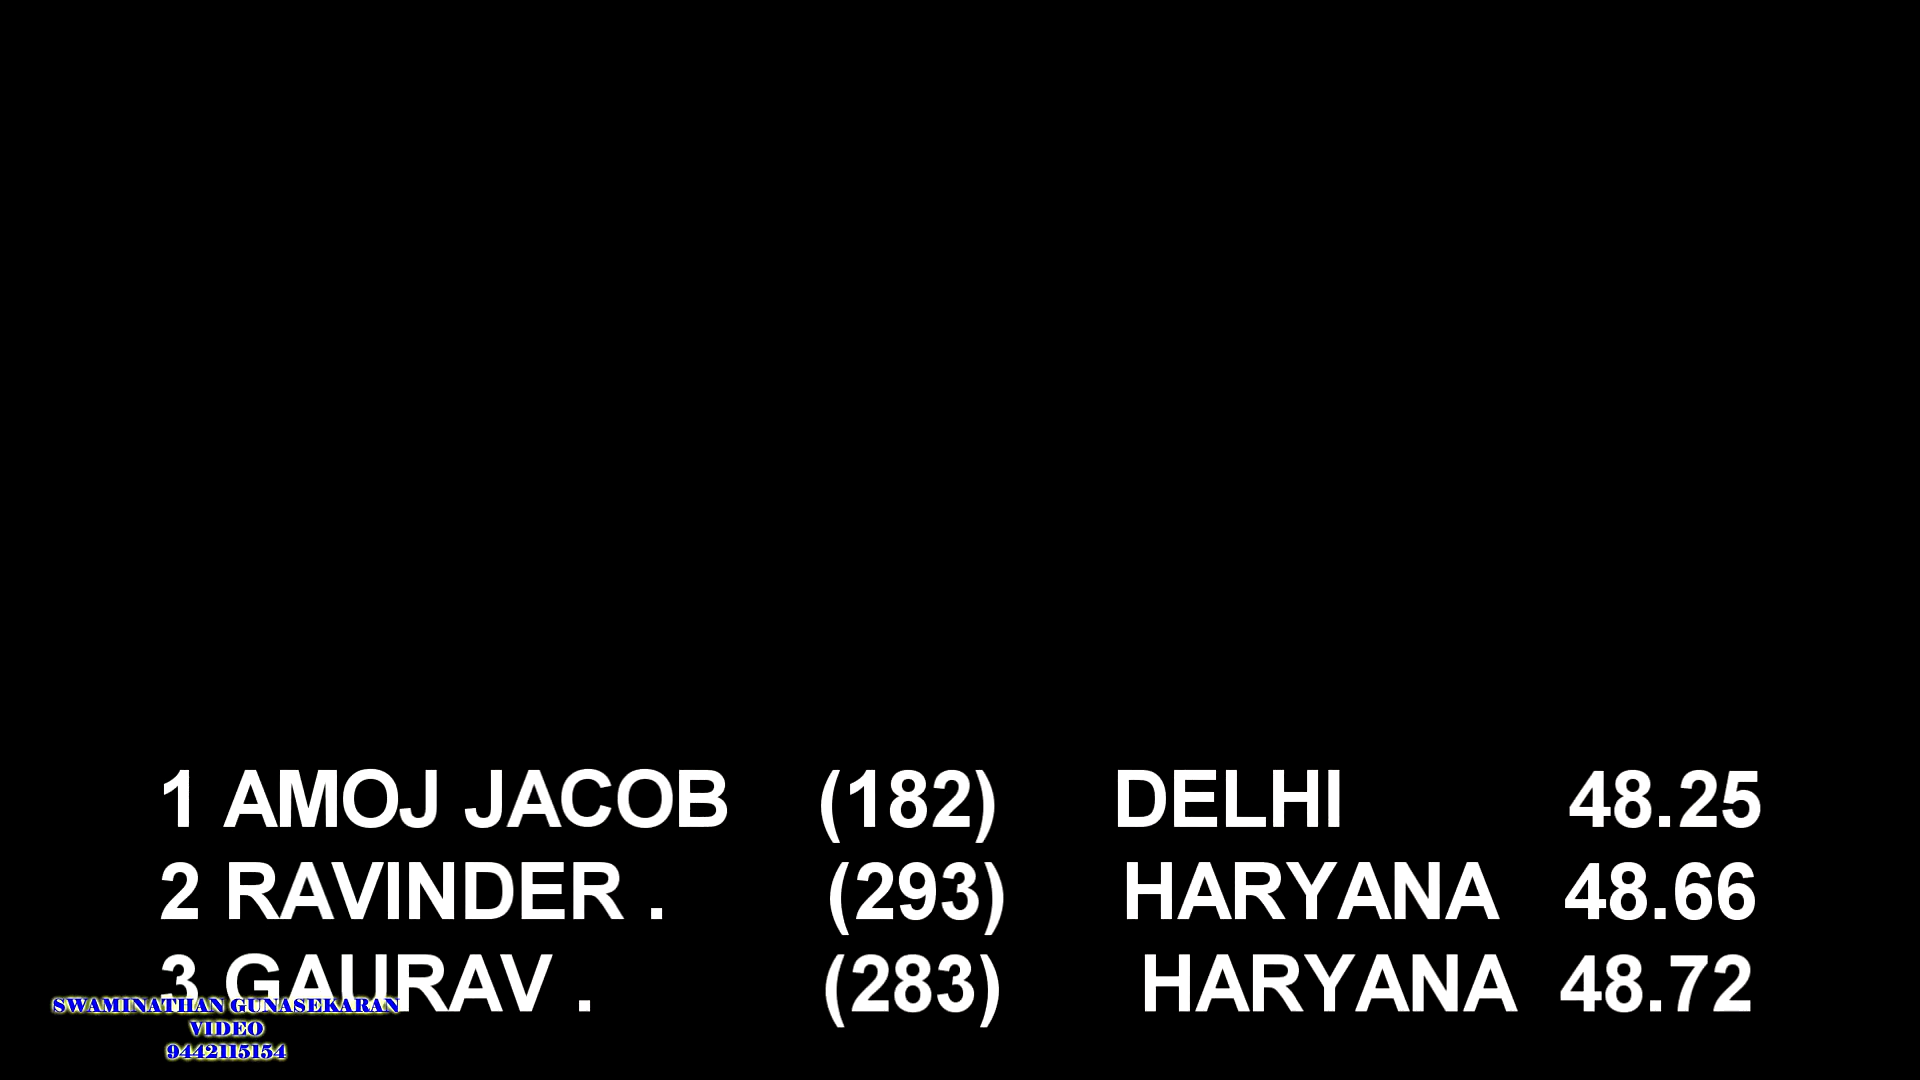 1 AMOJ JACOB (182) DELHI 48.25
2 RAVINDER . (293) HARYANA 48.66
3 GAURAV . (283) HARYANA 48.72
SWAMINATHAN GUNASEKARAN
VIDEO
9442115154